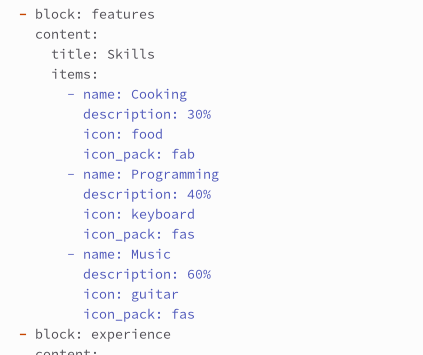 - block: features
  content:
    title: Skills
    items:
      - name: Cooking
        description: 30%
        icon: food
        icon_pack: fab
      - name: Programming
        description: 40%
        icon: keyboard
        icon_pack: fas
      - name: Music
        description: 60%
        icon: guitar
        icon_pack: fas
- block: experience
  content: